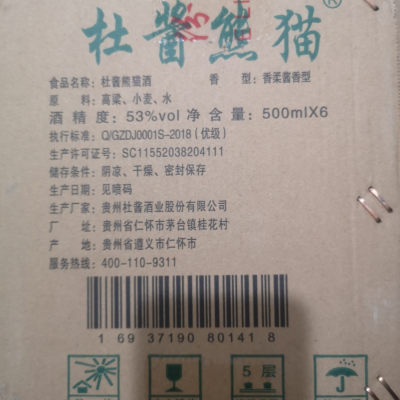 杜酱熊猫®
食品名称：杜酱熊猫酒 香 型：香柔酱香型
原 料：高粱、小麦、水
酒 精 度：53%vol 净 含 量：500mlX6
执行标准：Q/GZDJ0001S-2018（优级）
生产许可证号：SC11552038204111
储存条件：阴凉、干燥、密封保存
生产日期：见喷码
生产厂家：贵州杜酱酒业股份有限公司
厂 址：贵州省仁怀市茅台镇桂花村
产 地：贵州省遵义市仁怀市
服务热线：400-110-9311
1 69 37190 80141 8
5 层